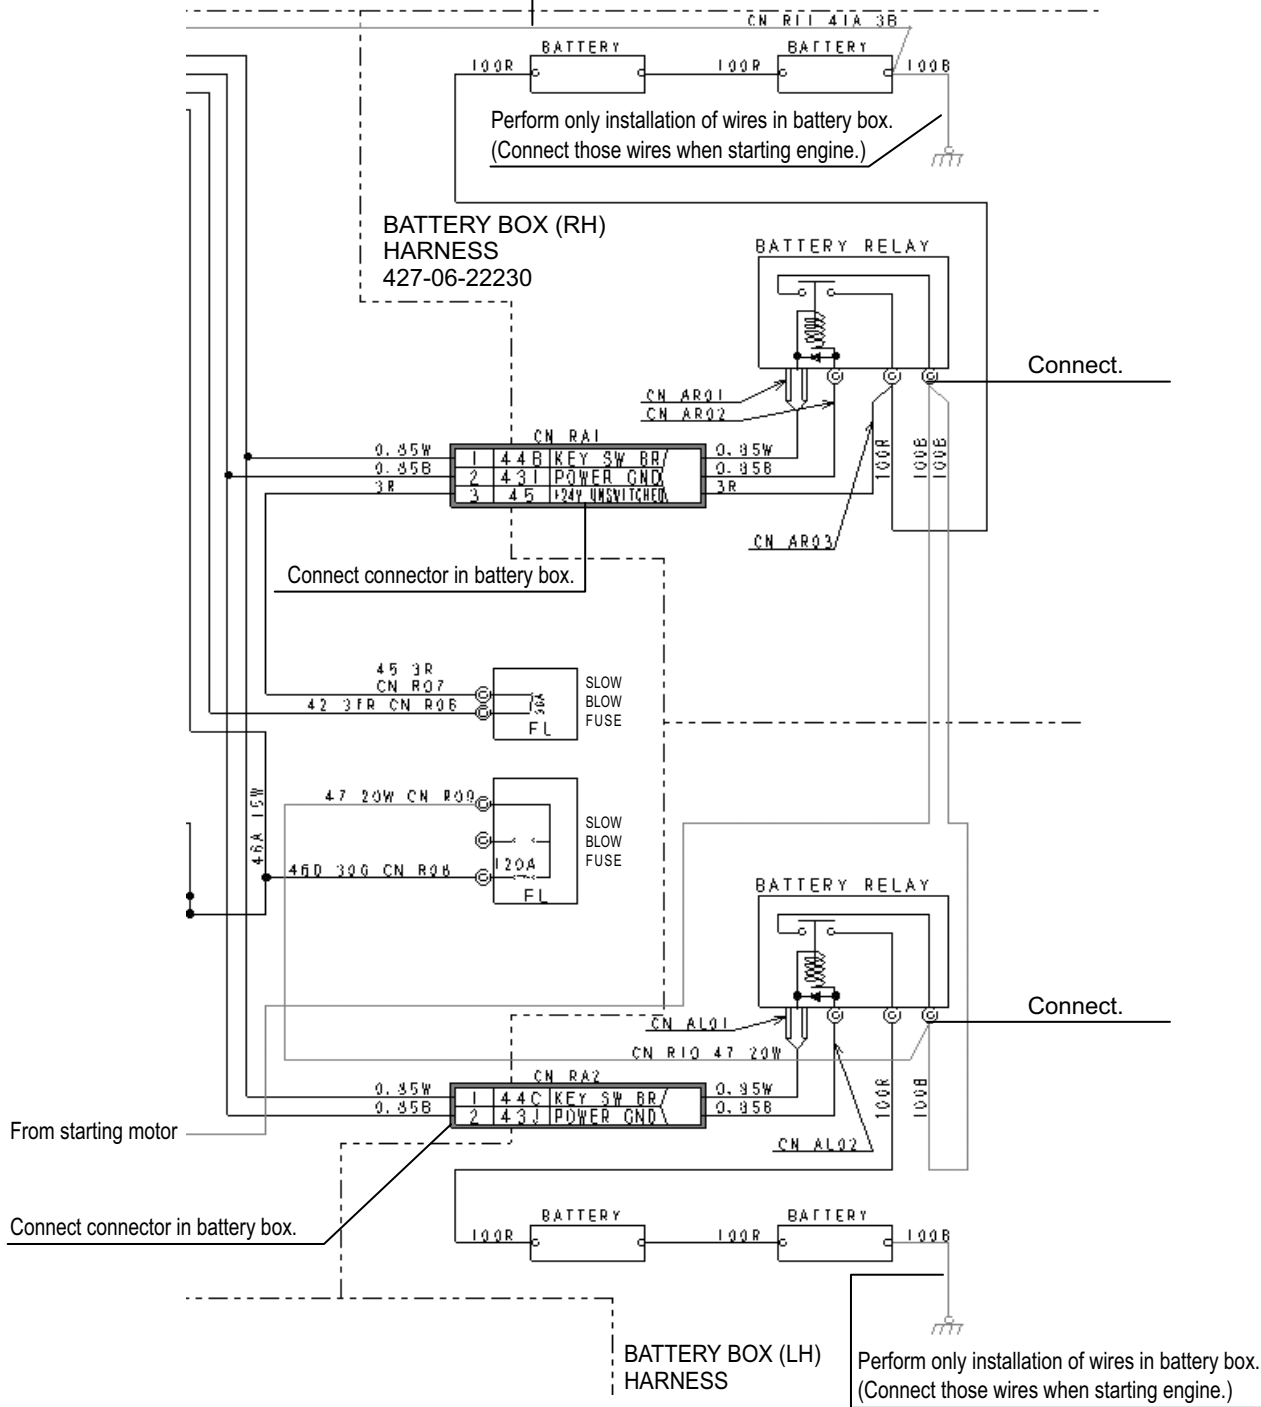 CN R11 41A 3B
BATTERY
BATTERY
100R
100R
100B
Perform only installation of wires in battery box.
(Connect those wires when starting engine.)
BATTERY BOX (RH)
HARNESS
427-06-22230
BATTERY RELAY
Connect.
CN AR01
CN AR02
CN RA1
0.85W
1 44B KEY SW BR
0.85W
0.85B
2 43I POWER GND
0.85B
3R
3 45 +24V UNSWITCHED
3R
100R
100B
100B
CN AR03
Connect connector in battery box.
45 3R
CN R07
42 3FR CN R06
FL
SLOW
BLOW
FUSE
46A 15W
47 20W CN R09
SLOW
BLOW
FUSE
120A
46D 30G CN R08
FL
BATTERY RELAY
Connect.
CN AL01
CN R10 47 20W
CN RA2
0.85W
1 44C KEY SW BR
0.85W
0.85B
2 43J POWER GND
0.85B
100R
100B
From starting motor
CN AL02
Connect connector in battery box.
BATTERY
BATTERY
100R
100R
100B
BATTERY BOX (LH)
HARNESS
Perform only installation of wires in battery box.
(Connect those wires when starting engine.)